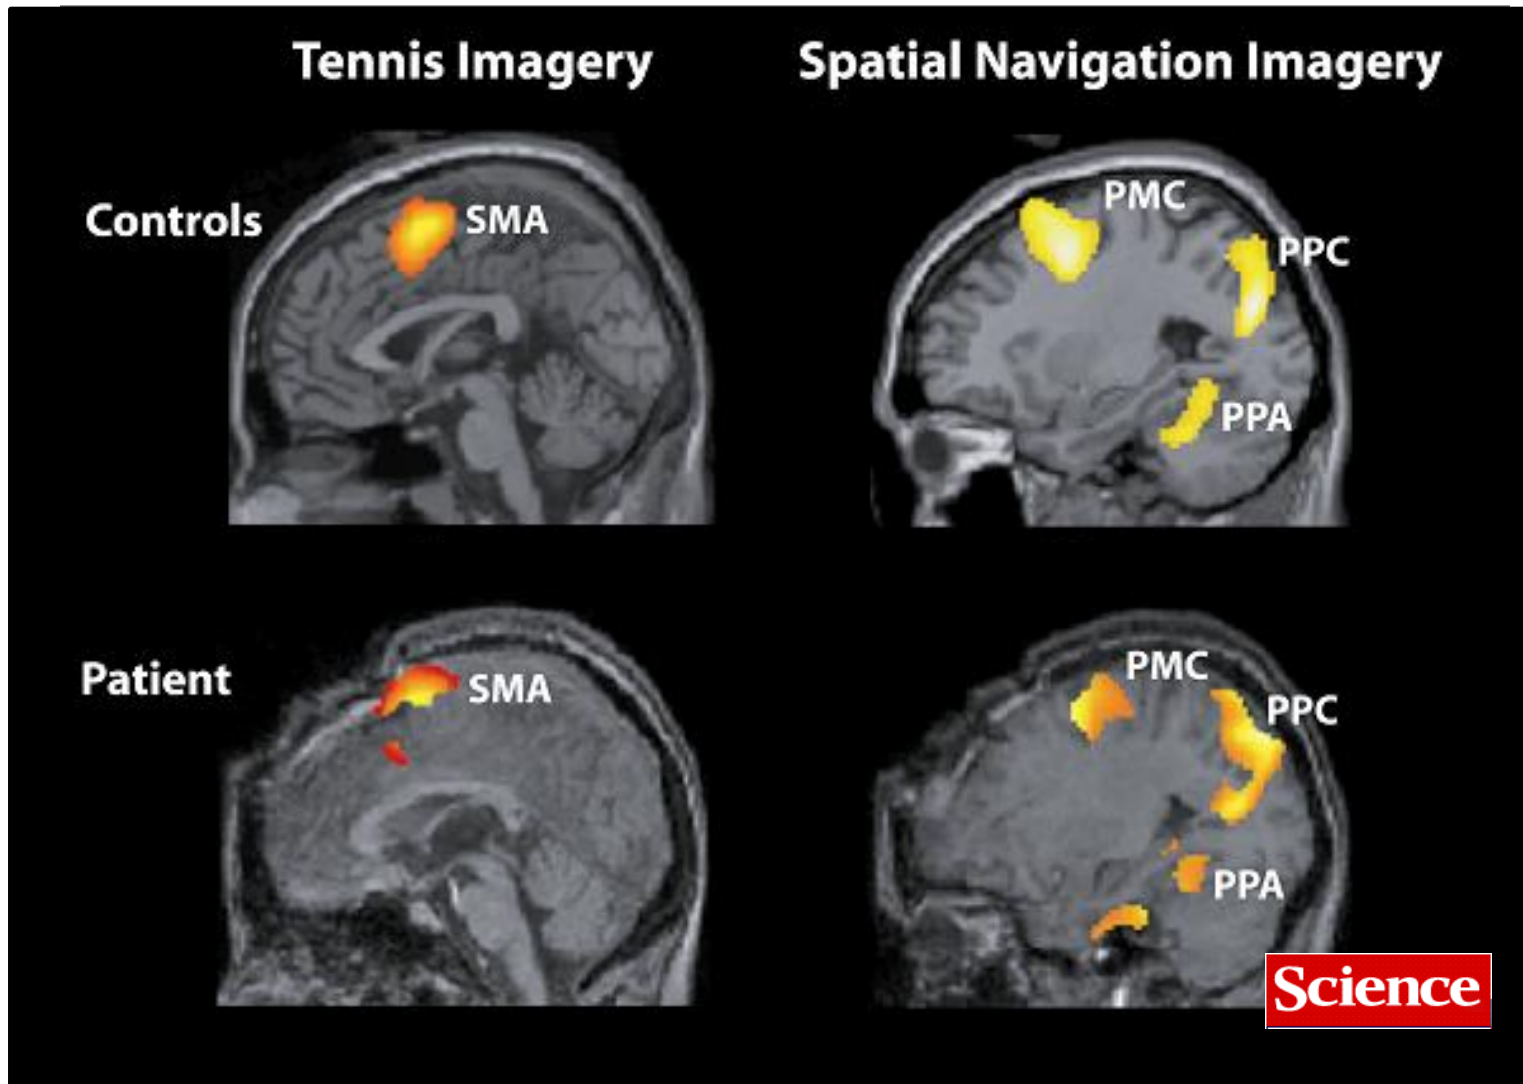 Tennis Imagery
Spatial Navigation Imagery
Controls
SMA
PMC
PPC
PPA
Patient
SMA
PMC
PPC
PPA
Science